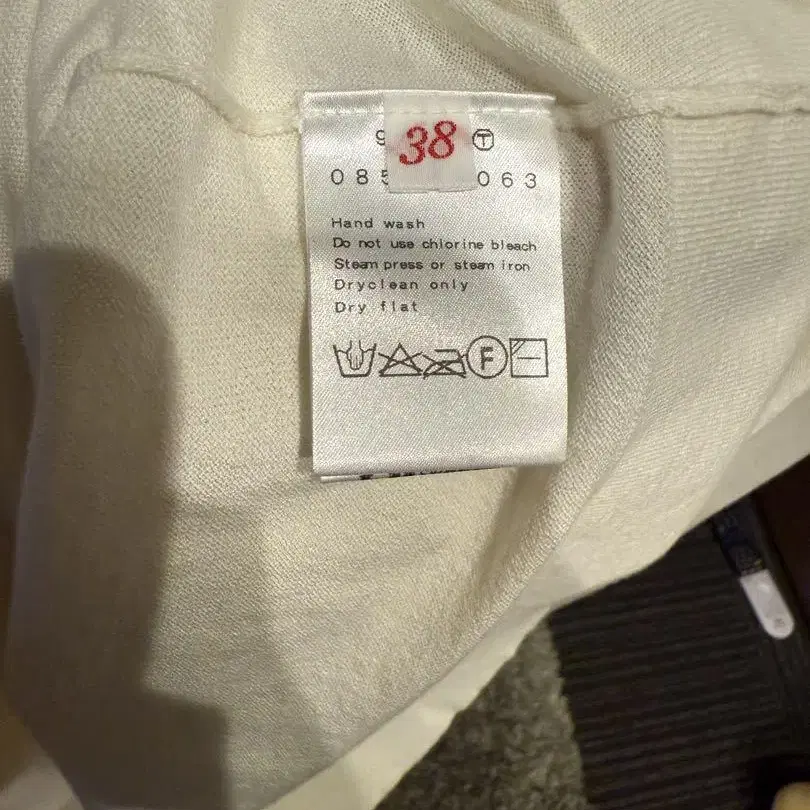 9 38 Ⓣ
085 063
Hand wash
Do not use chlorine bleach
Steam press or steam iron
Dryclean only
Dry flat
F